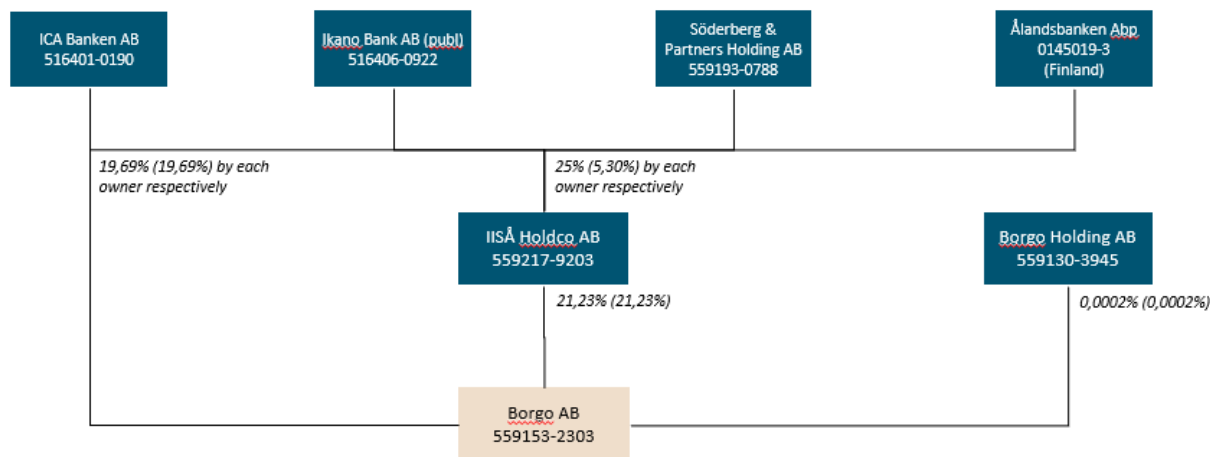 ICA Banken AB
516401-0190
Ikano Bank AB (publ)
516406-0922
Söderberg &
Partners Holding AB
559193-0788
Ålandsbanken Abp
0145019-3
(Finland)
19,69% (19,69%) by each
owner respectively
25% (5,30%) by each
owner respectively
IISÅ Holdco AB
559217-9203
Borgo Holding AB
559130-3945
21,23% (21,23%)
0,0002% (0,0002%)
Borgo AB
559153-2303